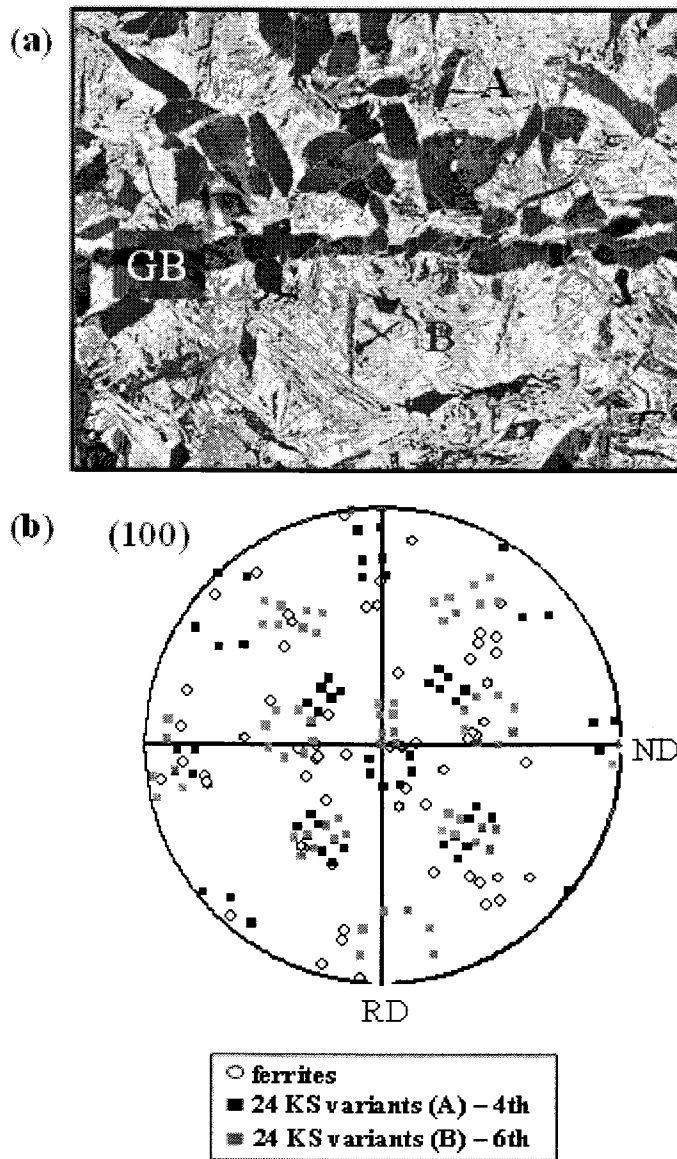 (a)
A
GB
B
(b) (100)
ND
RD
ferrites
24 KS variants (A) – 4th
24 KS variants (B) – 6th